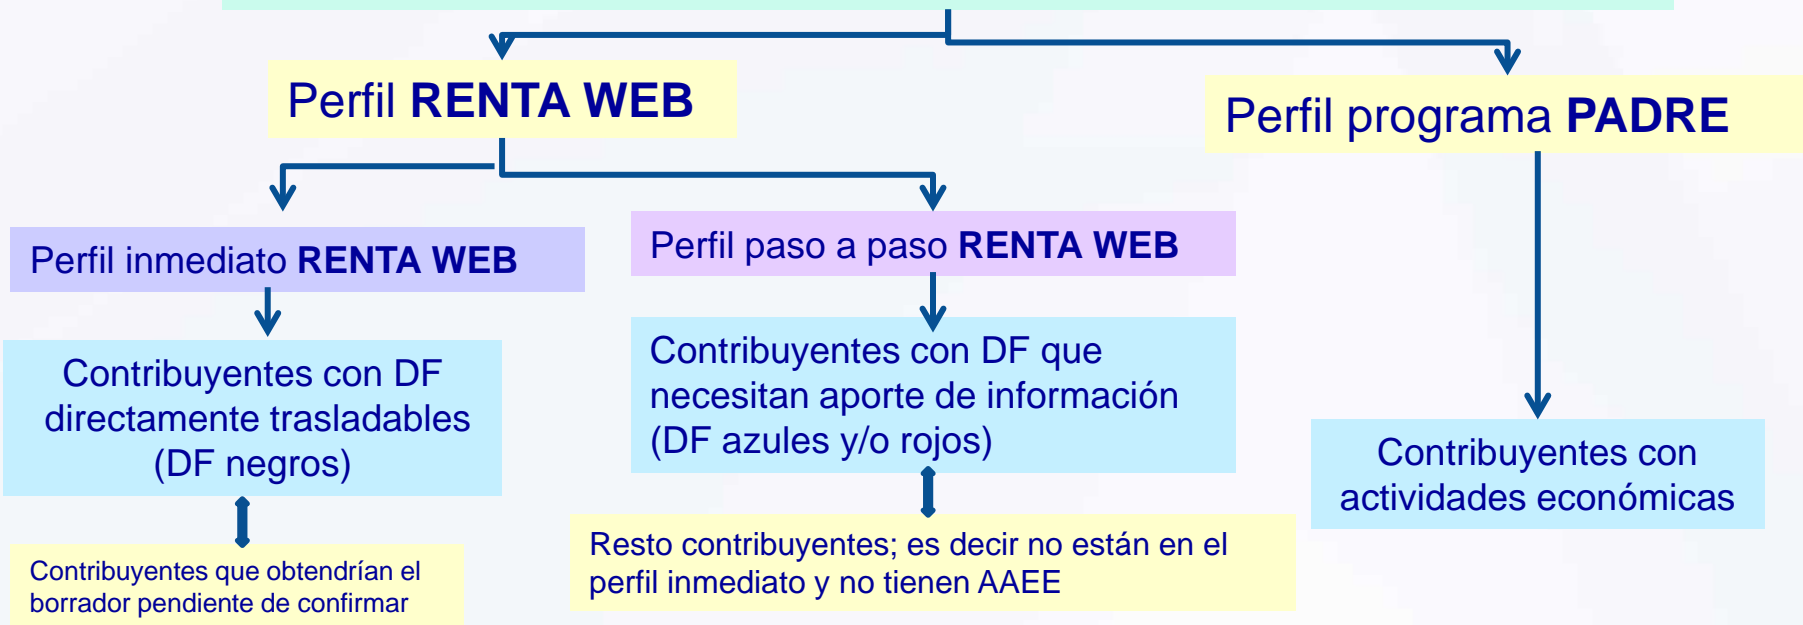 Perfil RENTA WEB
Perfil programa PADRE
Perfil inmediato RENTA WEB
Perfil paso a paso RENTA WEB
Contribuyentes con DF
directamente trasladables
(DF negros)
Contribuyentes con DF que
necesitan aporte de información
(DF azules y/o rojos)
Contribuyentes con
actividades económicas
Contribuyentes que obtendrían el
borrador pendiente de confirmar
Resto contribuyentes; es decir no están en el
perfil inmediato y no tienen AAEE